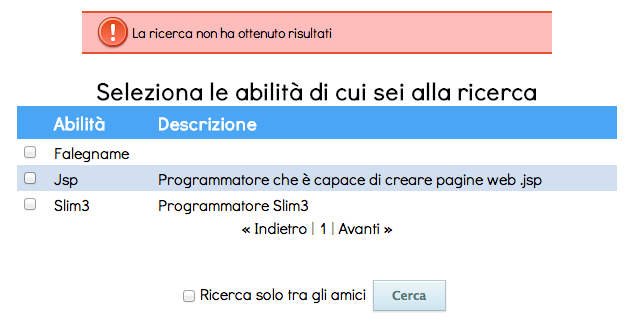 La ricerca non ha ottenuto risultati
Seleziona le abilità di cui sei alla ricerca
Abilità Descrizione
Falegname
Jsp Programmatore che è capace di creare pagine web .jsp
Slim3 Programmatore Slim3
« Indietro | 1 | Avanti »
Ricerca solo tra gli amici Cerca